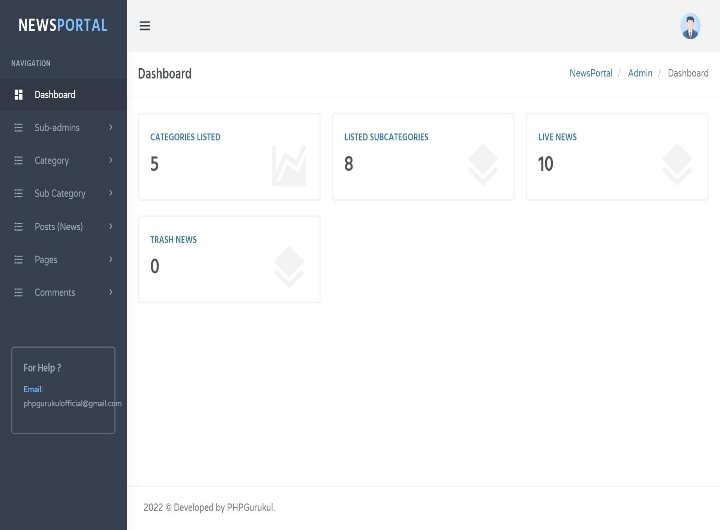 NEWSPORTAL
NAVIGATION
Dashboard
Sub-admins
Category
Sub Category
Posts (News)
Pages
Comments
For Help ?
Email:
phpgurukulofficial@gmail.com
Dashboard
NewsPortal / Admin / Dashboard
CATEGORIES LISTED
5
LISTED SUBCATEGORIES
8
LIVE NEWS
10
TRASH NEWS
0
2022 © Developed by PHPGurukul.